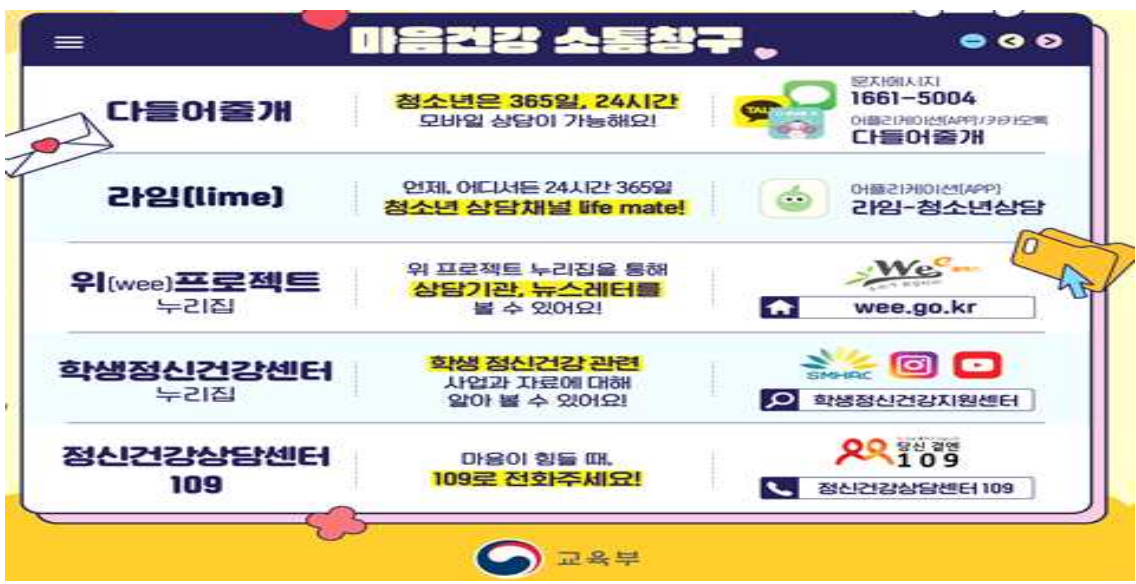 마음건강 소통창구
다들어줄개
청소년은 365일, 24시간
모바일 상담이 가능해요!
문자메시지
1661-5004
어플리케이션(APP)/카카오톡
다들어줄개
라임(lime)
언제, 어디서든 24시간 365일
청소년 상담채널 life mate!
어플리케이션(APP)
라임-청소년상담
위(wee)프로젝트
누리집
위 프로젝트 누리집을 통해
상담기관, 뉴스레터를
볼 수 있어요!
Wee
wee.go.kr
학생정신건강센터
누리집
학생 정신건강 관련
사업과 자료에 대해
알아 볼 수 있어요!
SMHRC
학생정신건강지원센터
정신건강상담센터
109
마음이 힘들 때,
109로 전화주세요!
당신 곁엔
109
정신건강상담센터 109
교육부